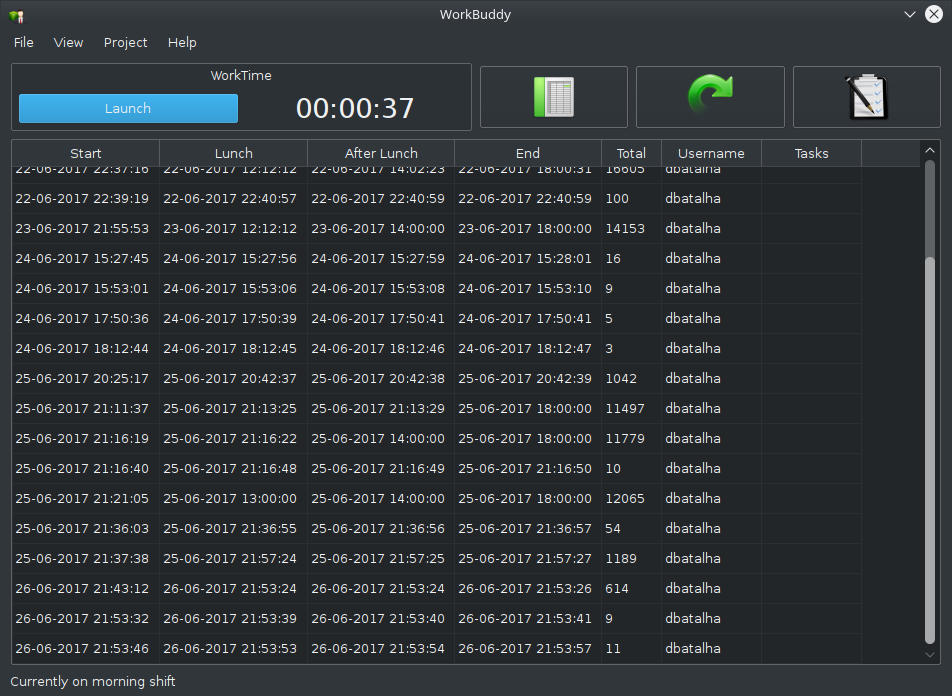 WorkBuddy
File View Project Help
WorkTime
Launch 00:00:37
Start Lunch After Lunch End Total Username Tasks
22-06-2017 22:37:16 22-06-2017 12:12:12 22-06-2017 14:02:23 22-06-2017 18:00:31 16605 dbatalha
22-06-2017 22:39:19 22-06-2017 22:40:57 22-06-2017 22:40:59 22-06-2017 22:40:59 100 dbatalha
23-06-2017 21:55:53 23-06-2017 12:12:12 23-06-2017 14:00:00 23-06-2017 18:00:00 14153 dbatalha
24-06-2017 15:27:45 24-06-2017 15:27:56 24-06-2017 15:27:59 24-06-2017 15:28:01 16 dbatalha
24-06-2017 15:53:01 24-06-2017 15:53:06 24-06-2017 15:53:08 24-06-2017 15:53:10 9 dbatalha
24-06-2017 17:50:36 24-06-2017 17:50:39 24-06-2017 17:50:41 24-06-2017 17:50:41 5 dbatalha
24-06-2017 18:12:44 24-06-2017 18:12:45 24-06-2017 18:12:46 24-06-2017 18:12:47 3 dbatalha
25-06-2017 20:25:17 25-06-2017 20:42:37 25-06-2017 20:42:38 25-06-2017 20:42:39 1042 dbatalha
25-06-2017 21:11:37 25-06-2017 21:13:25 25-06-2017 21:13:29 25-06-2017 18:00:00 11497 dbatalha
25-06-2017 21:16:19 25-06-2017 21:16:22 25-06-2017 14:00:00 25-06-2017 18:00:00 11779 dbatalha
25-06-2017 21:16:40 25-06-2017 21:16:48 25-06-2017 21:16:49 25-06-2017 21:16:50 10 dbatalha
25-06-2017 21:21:05 25-06-2017 13:00:00 25-06-2017 14:00:00 25-06-2017 18:00:00 12065 dbatalha
25-06-2017 21:36:03 25-06-2017 21:36:55 25-06-2017 21:36:56 25-06-2017 21:36:57 54 dbatalha
25-06-2017 21:37:38 25-06-2017 21:57:24 25-06-2017 21:57:25 25-06-2017 21:57:27 1189 dbatalha
26-06-2017 21:43:12 26-06-2017 21:53:24 26-06-2017 21:53:24 26-06-2017 21:53:26 614 dbatalha
26-06-2017 21:53:32 26-06-2017 21:53:39 26-06-2017 21:53:40 26-06-2017 21:53:41 9 dbatalha
26-06-2017 21:53:46 26-06-2017 21:53:53 26-06-2017 21:53:54 26-06-2017 21:53:57 11 dbatalha
Currently on morning shift